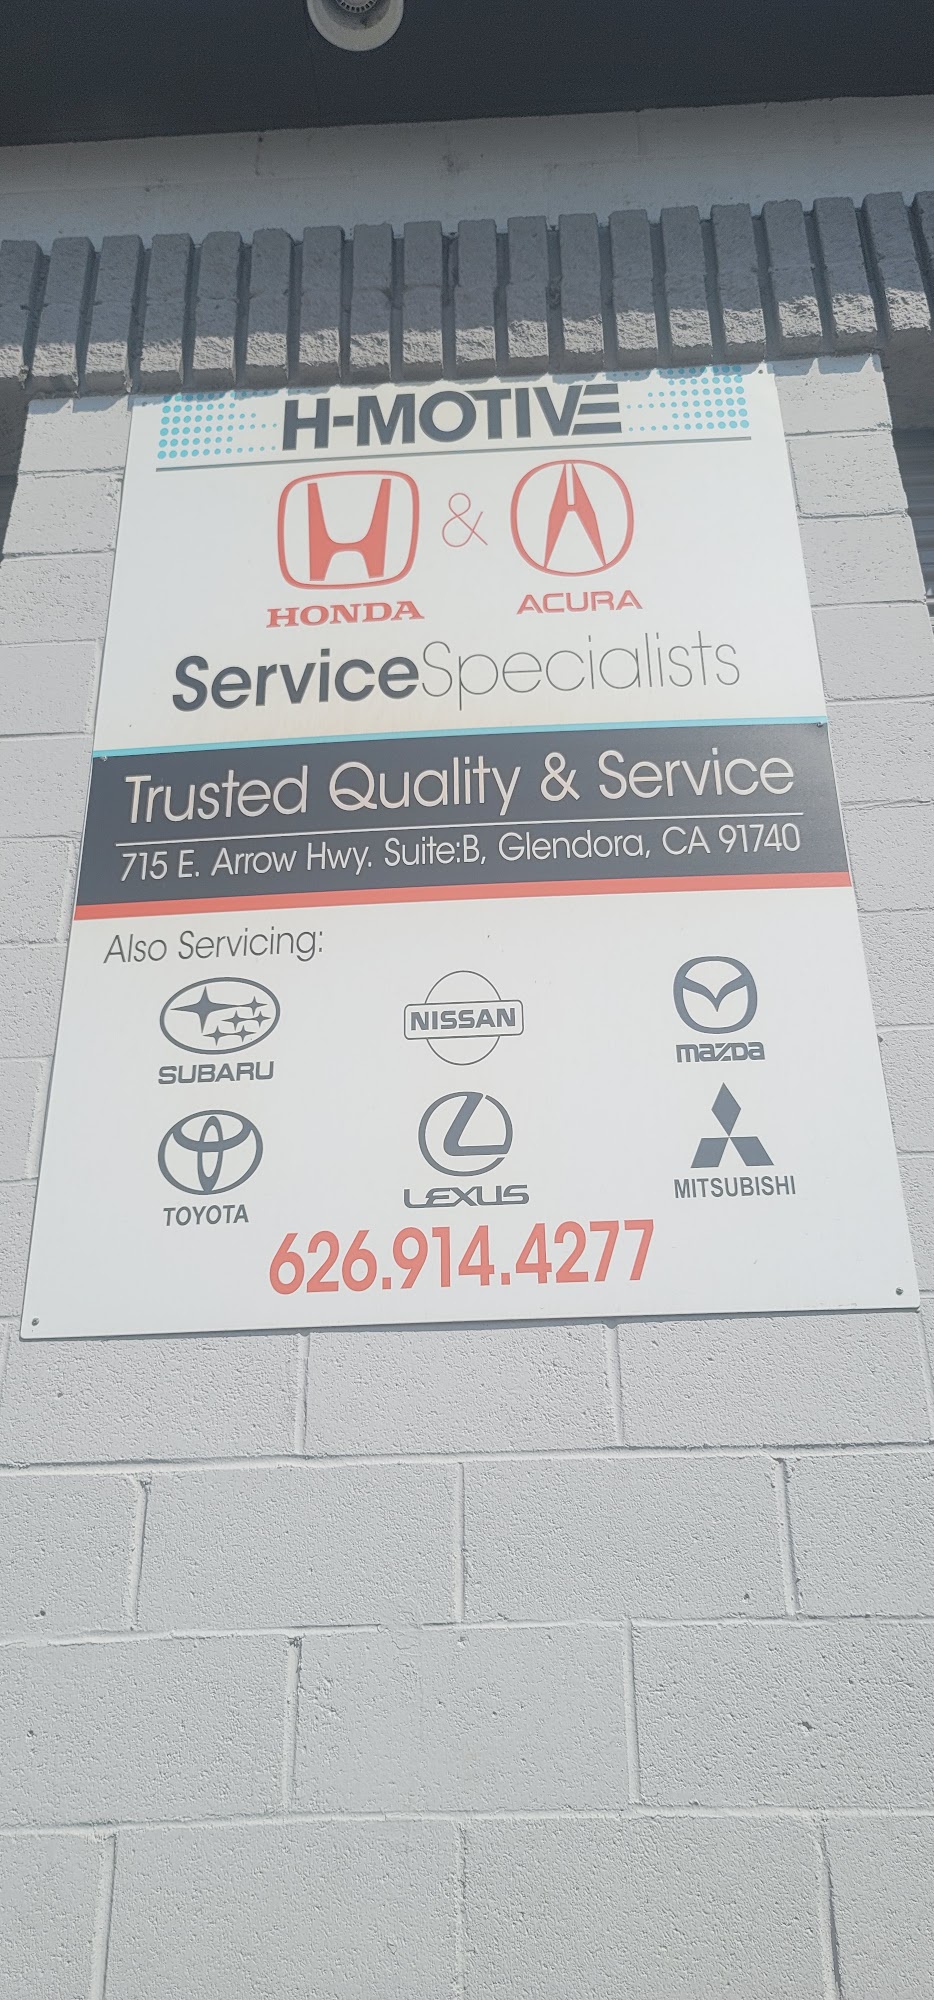 H-MOTIVE
HONDA & ACURA
ServiceSpecialists
Trusted Quality & Service
715 E. Arrow Hwy. Suite:B, Glendora, CA 91740
Also Servicing:
SUBARU NISSAN mazDa
TOYOTA LEXUS MITSUBISHI
626.914.4277